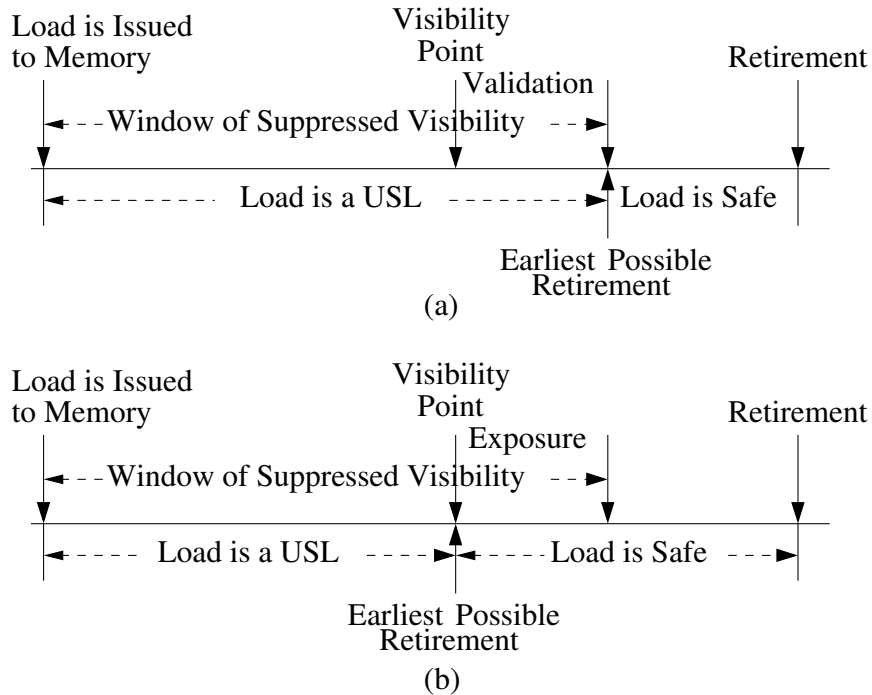 Load is Issued
to Memory
Visibility
Point
Validation
Retirement
Window of Suppressed Visibility
Load is a USL
Load is Safe
Earliest Possible
Retirement
(a)
Load is Issued
to Memory
Visibility
Point
Exposure
Retirement
Window of Suppressed Visibility
Load is a USL
Load is Safe
Earliest Possible
Retirement
(b)